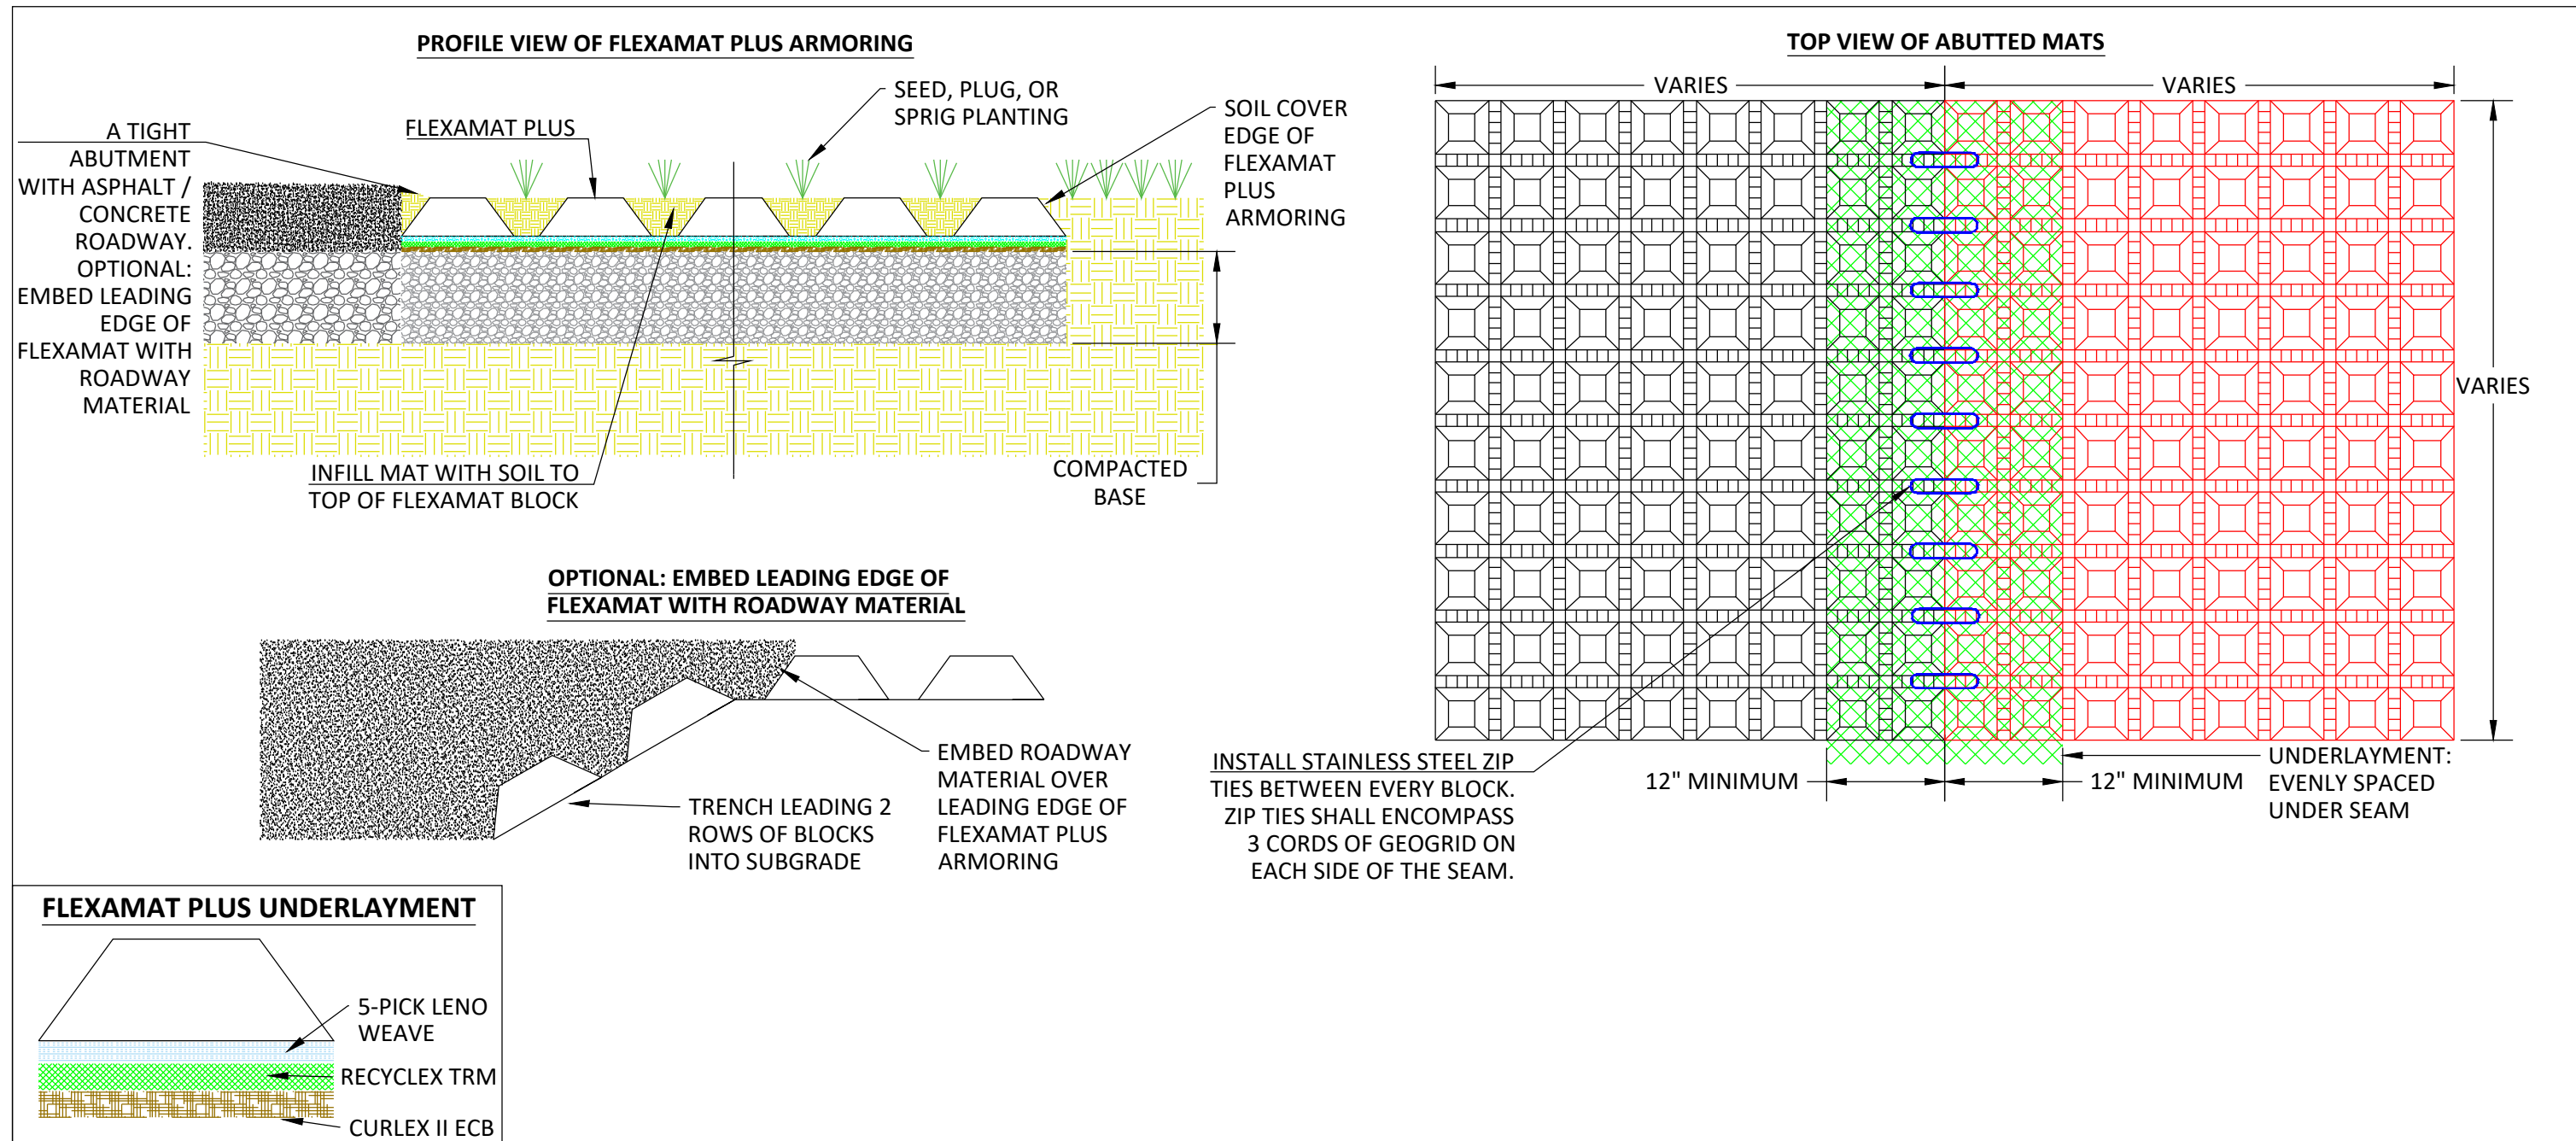 PROFILE VIEW OF FLEXAMAT PLUS ARMORING
A TIGHT
ABUTMENT
WITH ASPHALT /
CONCRETE
ROADWAY.
OPTIONAL:
EMBED LEADING
EDGE OF
FLEXAMAT WITH
ROADWAY
MATERIAL
FLEXAMAT PLUS
SEED, PLUG, OR
SPRIG PLANTING
SOIL COVER
EDGE OF
FLEXAMAT
PLUS
ARMORING
INFILL MAT WITH SOIL TO
TOP OF FLEXAMAT BLOCK
COMPACTED
BASE
TOP VIEW OF ABUTTED MATS
VARIES
VARIES
VARIES
INSTALL STAINLESS STEEL ZIP
TIES BETWEEN EVERY BLOCK.
ZIP TIES SHALL ENCOMPASS
3 CORDS OF GEOGRID ON
EACH SIDE OF THE SEAM.
12" MINIMUM
12" MINIMUM
UNDERLAYMENT:
EVENLY SPACED
UNDER SEAM
OPTIONAL: EMBED LEADING EDGE OF
FLEXAMAT WITH ROADWAY MATERIAL
TRENCH LEADING 2
ROWS OF BLOCKS
INTO SUBGRADE
EMBED ROADWAY
MATERIAL OVER
LEADING EDGE OF
FLEXAMAT PLUS
ARMORING
FLEXAMAT PLUS UNDERLAYMENT
5-PICK LENO
WEAVE
RECYCLEX TRM
CURLEX II ECB